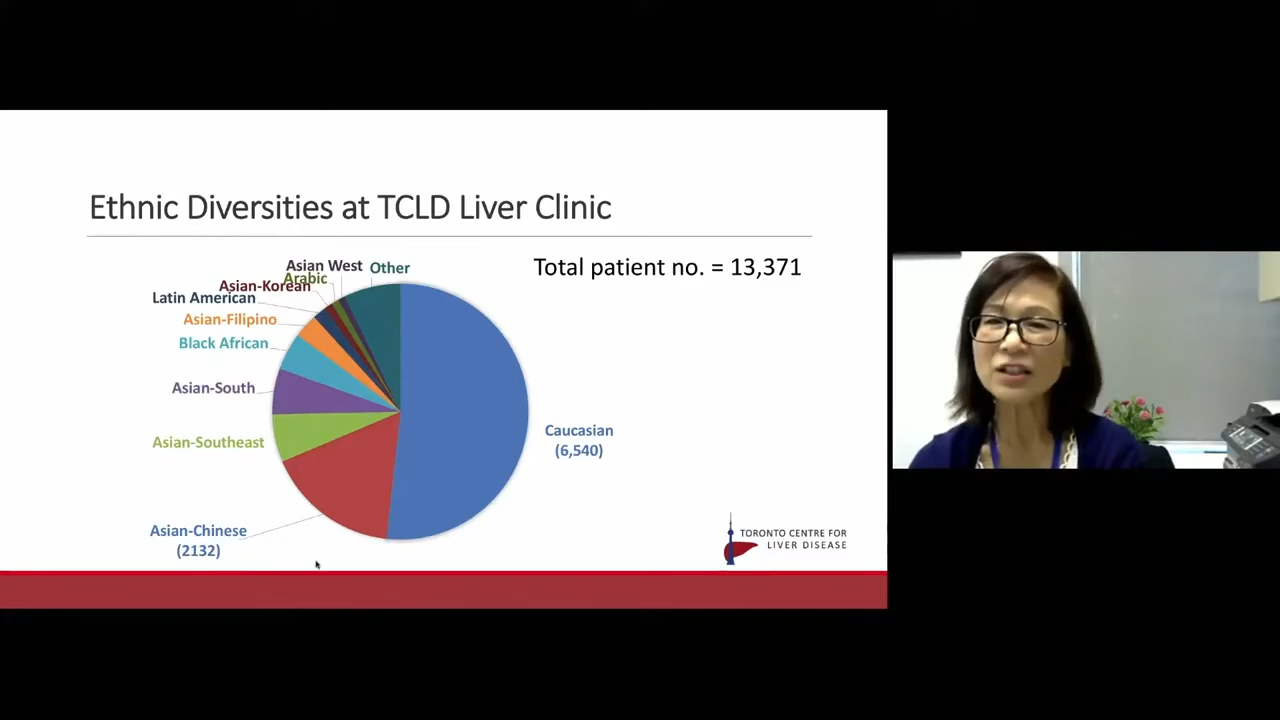 Ethnic Diversities at TCLD Liver Clinic
Total patient no. = 13,371
Asian West
Other
Arabic
Asian-Korean
Latin American
Asian-Filipino
Black African
Asian-South
Asian-Southeast
Caucasian
(6,540)
Asian-Chinese
(2132)
TORONTO CENTRE FOR
LIVER DISEASE